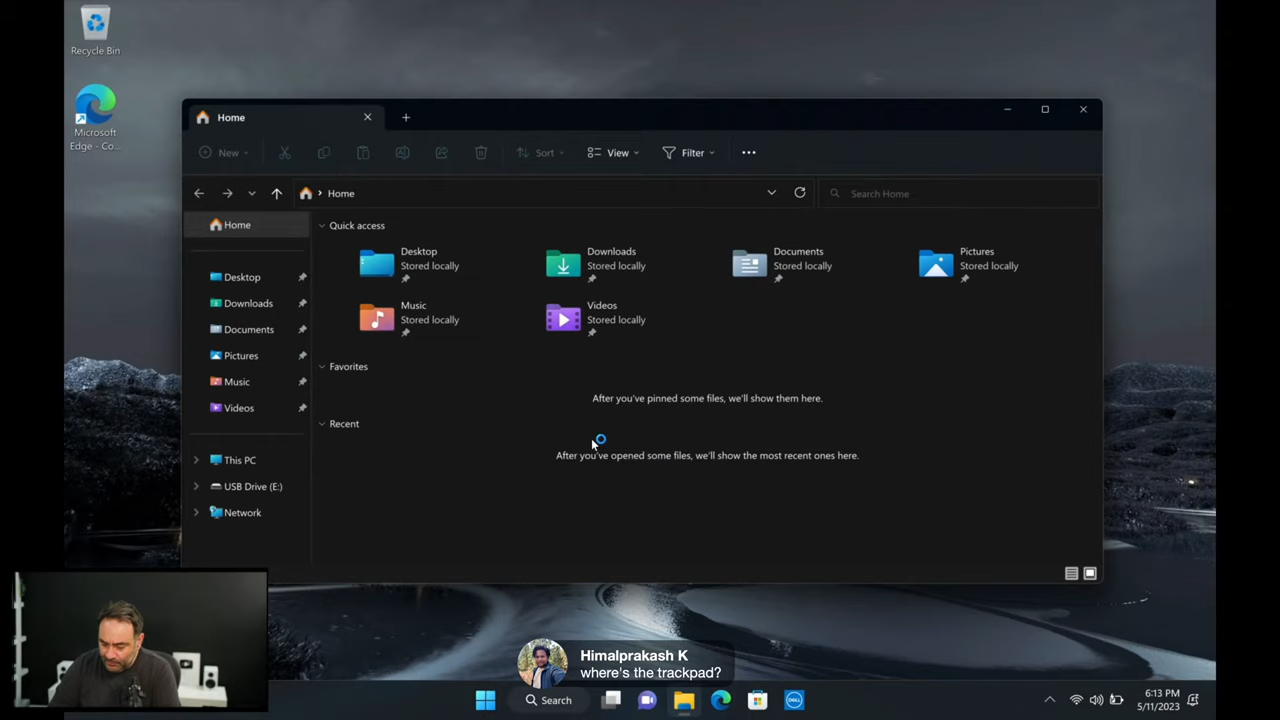 Recycle Bin
Microsoft
Edge - Co...
Home
New
Sort
View
Filter
Home
Search Home
Home
Desktop
Downloads
Documents
Pictures
Music
Videos
This PC
USB Drive (E:)
Network
Quick access
Desktop
Stored locally
Downloads
Stored locally
Documents
Stored locally
Pictures
Stored locally
Music
Stored locally
Videos
Stored locally
Favorites
After you've pinned some files, we'll show them here.
Recent
After you've opened some files, we'll show the most recent ones here.
Himalprakash K
where's the trackpad?
Search
DELL
6:13 PM
5/11/2023